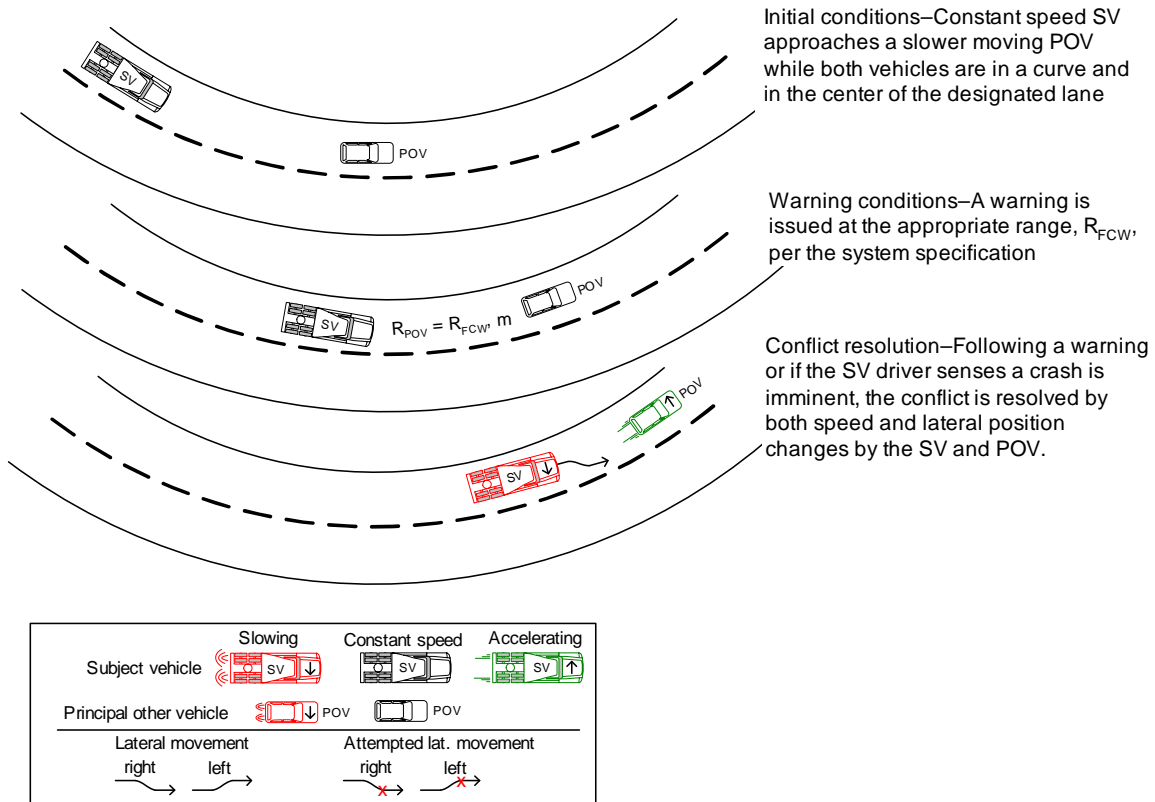 Initial conditions–Constant speed SV
approaches a slower moving POV
while both vehicles are in a curve and
in the center of the designated lane
SV
POV
Warning conditions–A warning is
issued at the appropriate range, R_FCW,
per the system specification
SV
R_POV = R_FCW, m
POV
Conflict resolution–Following a warning
or if the SV driver senses a crash is
imminent, the conflict is resolved by
both speed and lateral position
changes by the SV and POV.
SV
POV
Slowing Constant speed Accelerating
Subject vehicle SV SV SV
Principal other vehicle POV POV
Lateral movement Attempted lat. movement
right left right left